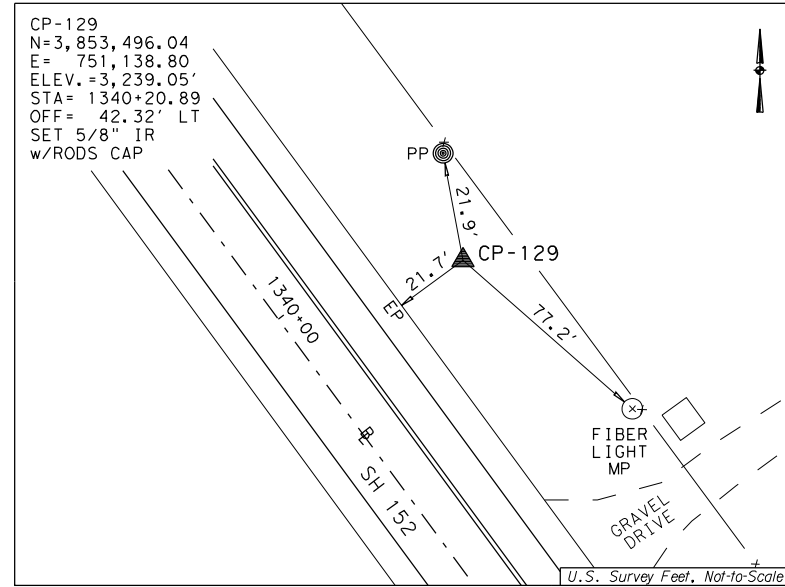 CP-129
N=3,853,496.04
E= 751,138.80
ELEV.=3,239.05'
STA= 1340+20.89
OFF= 42.32' LT
SET 5/8" IR
w/RODS CAP
PP
21.9'
CP-129
21.7'
EP
1340+00
77.2'
FIBER
LIGHT
MP
SH 152
GRAVEL
DRIVE
U.S. Survey Feet, Not-to-Scale